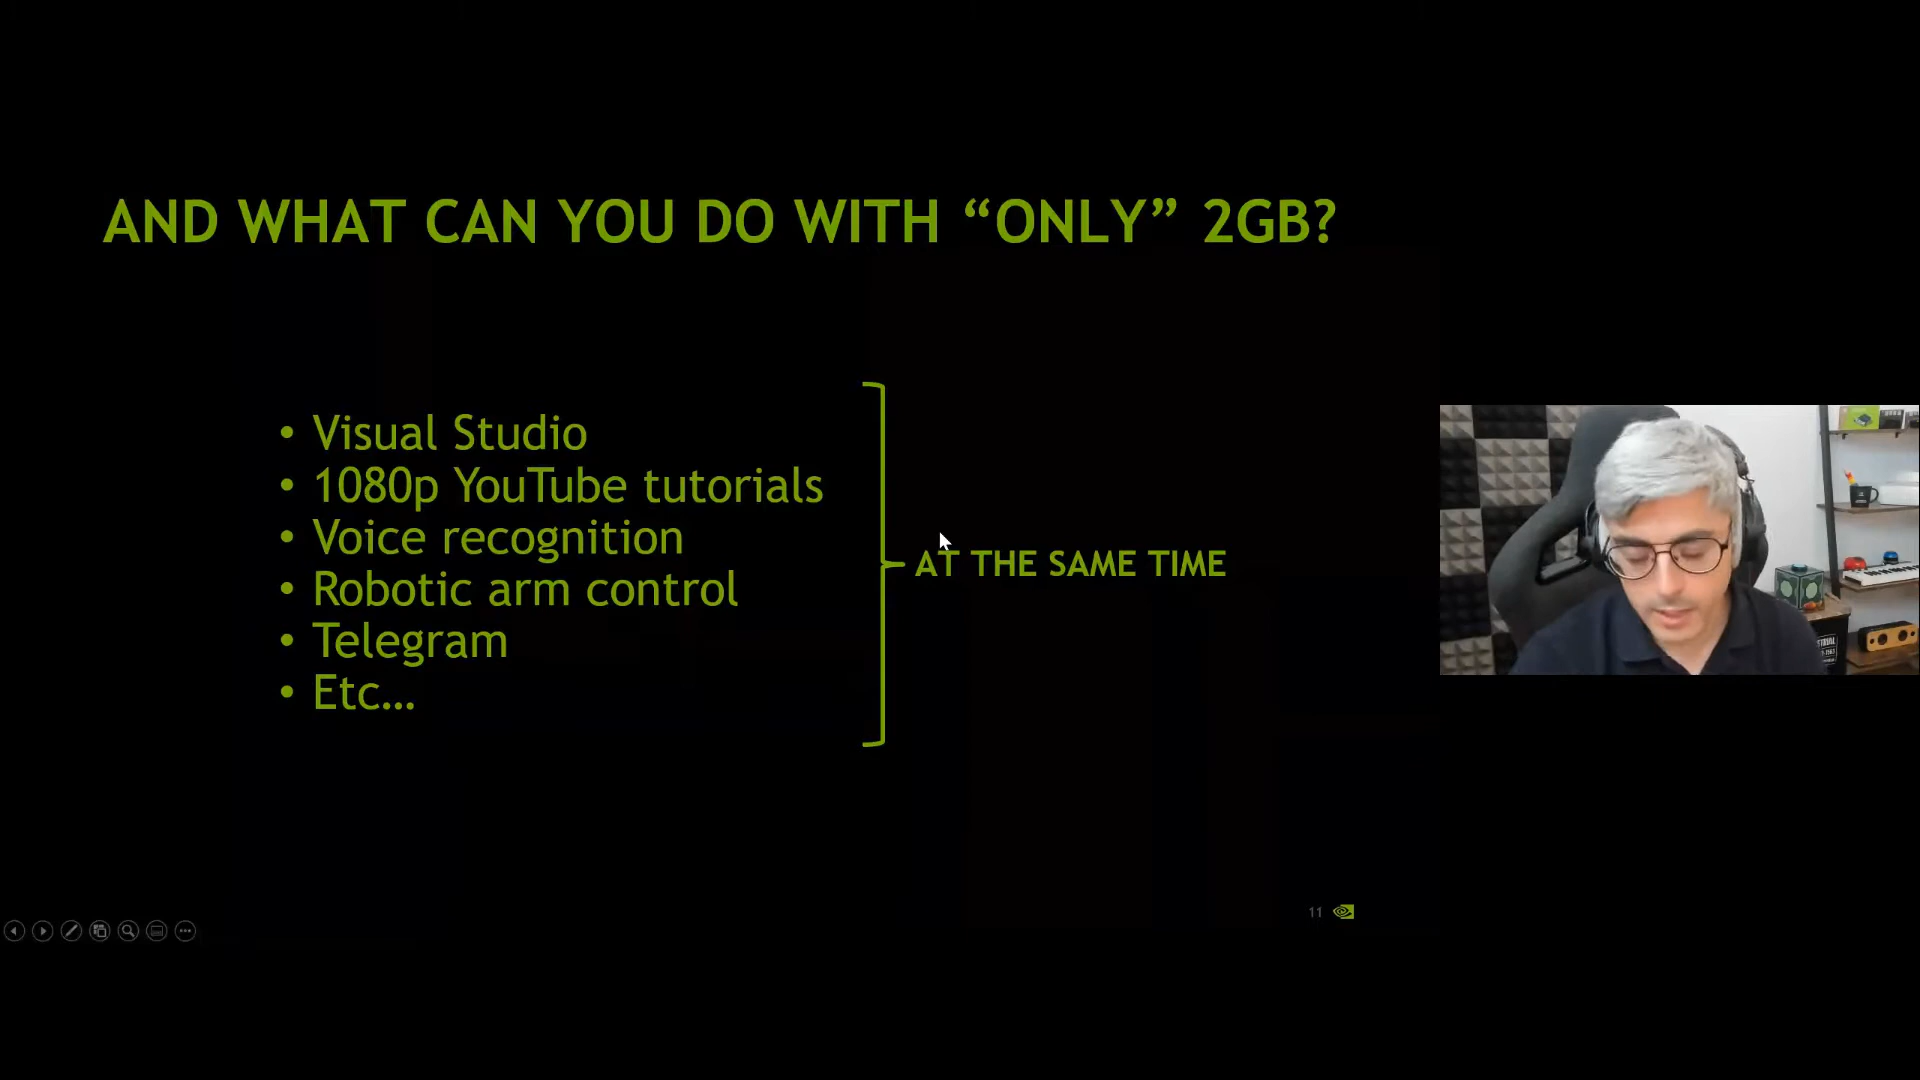 AND WHAT CAN YOU DO WITH “ONLY” 2GB?
• Visual Studio
• 1080p YouTube tutorials
• Voice recognition
• Robotic arm control
• Telegram
• Etc…
AT THE SAME TIME
11